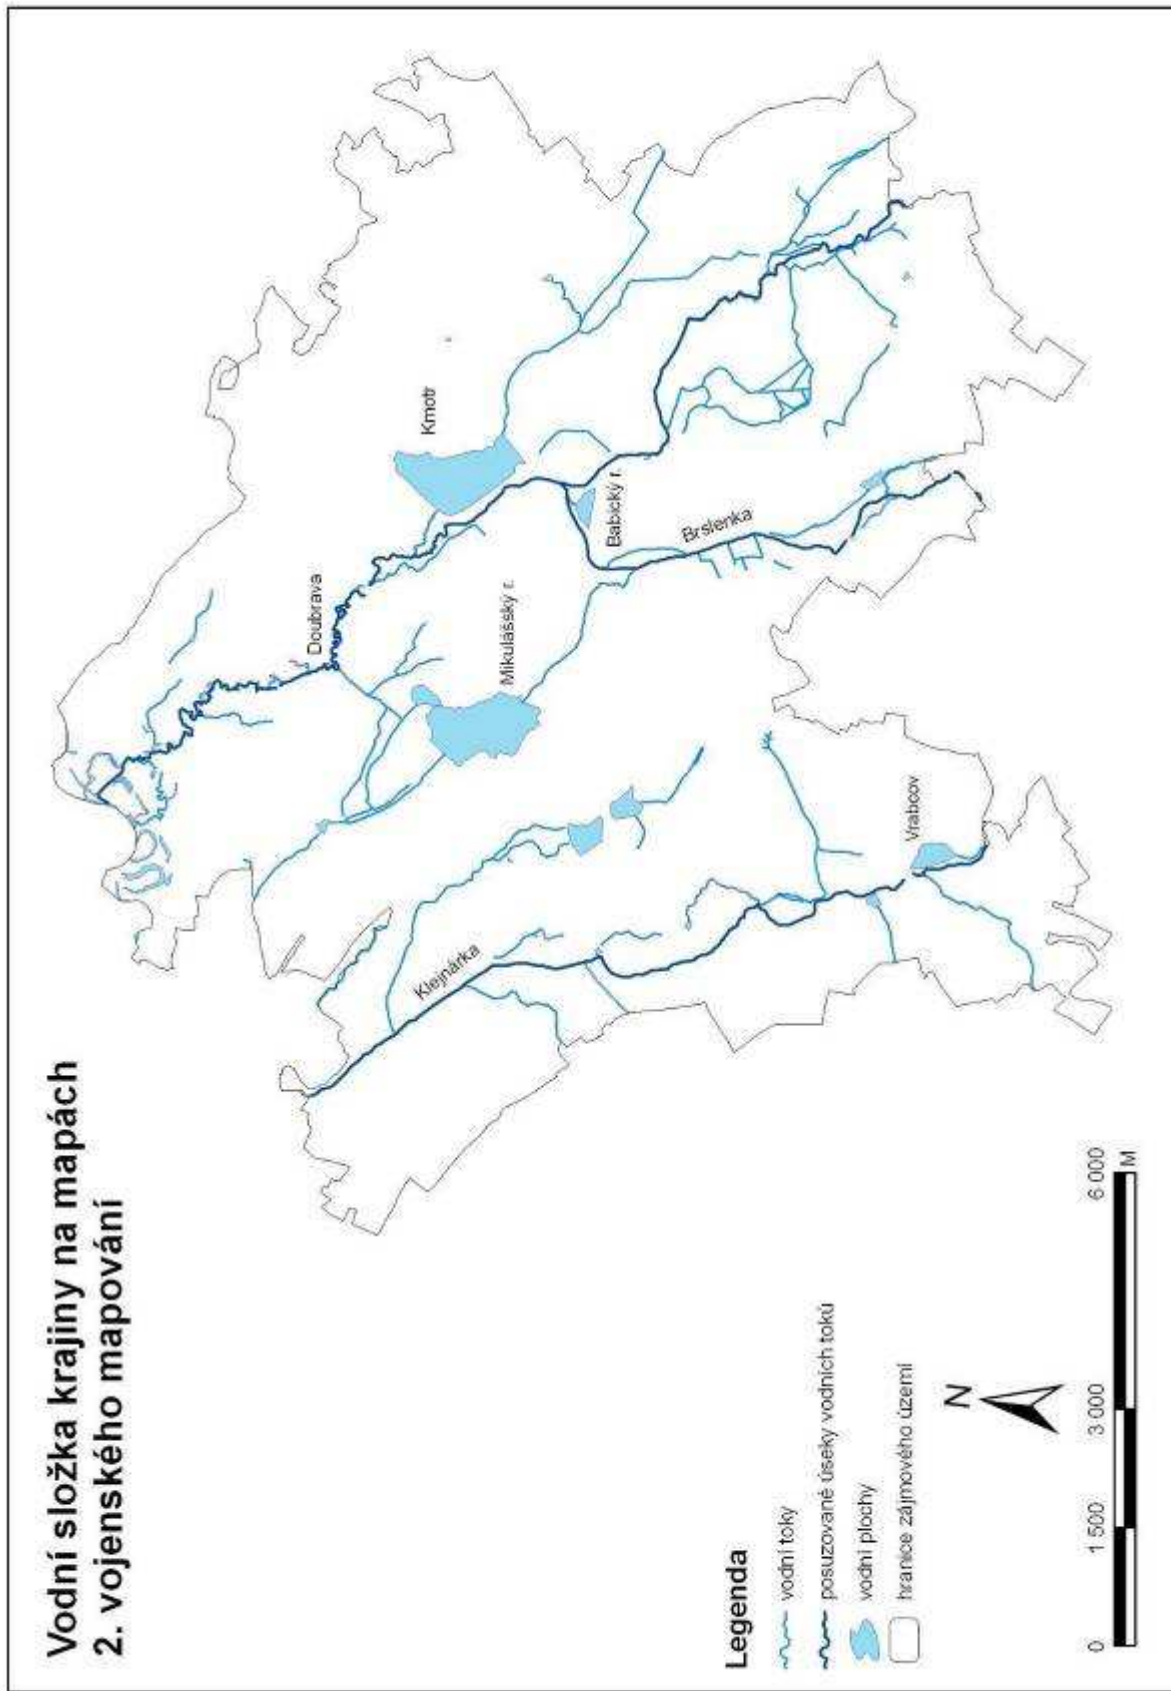 Vodní složka krajiny na mapách
2. vojenského mapování
Kmotr
Doubrava
Mikulášský r.
Babický r.
Brslenka
Klejnárka
Vrabcov
Legenda
vodní toky
posuzované úseky vodních toků
vodní plochy
hranice zájmového území
N
0 1 500 3 000 6 000
M